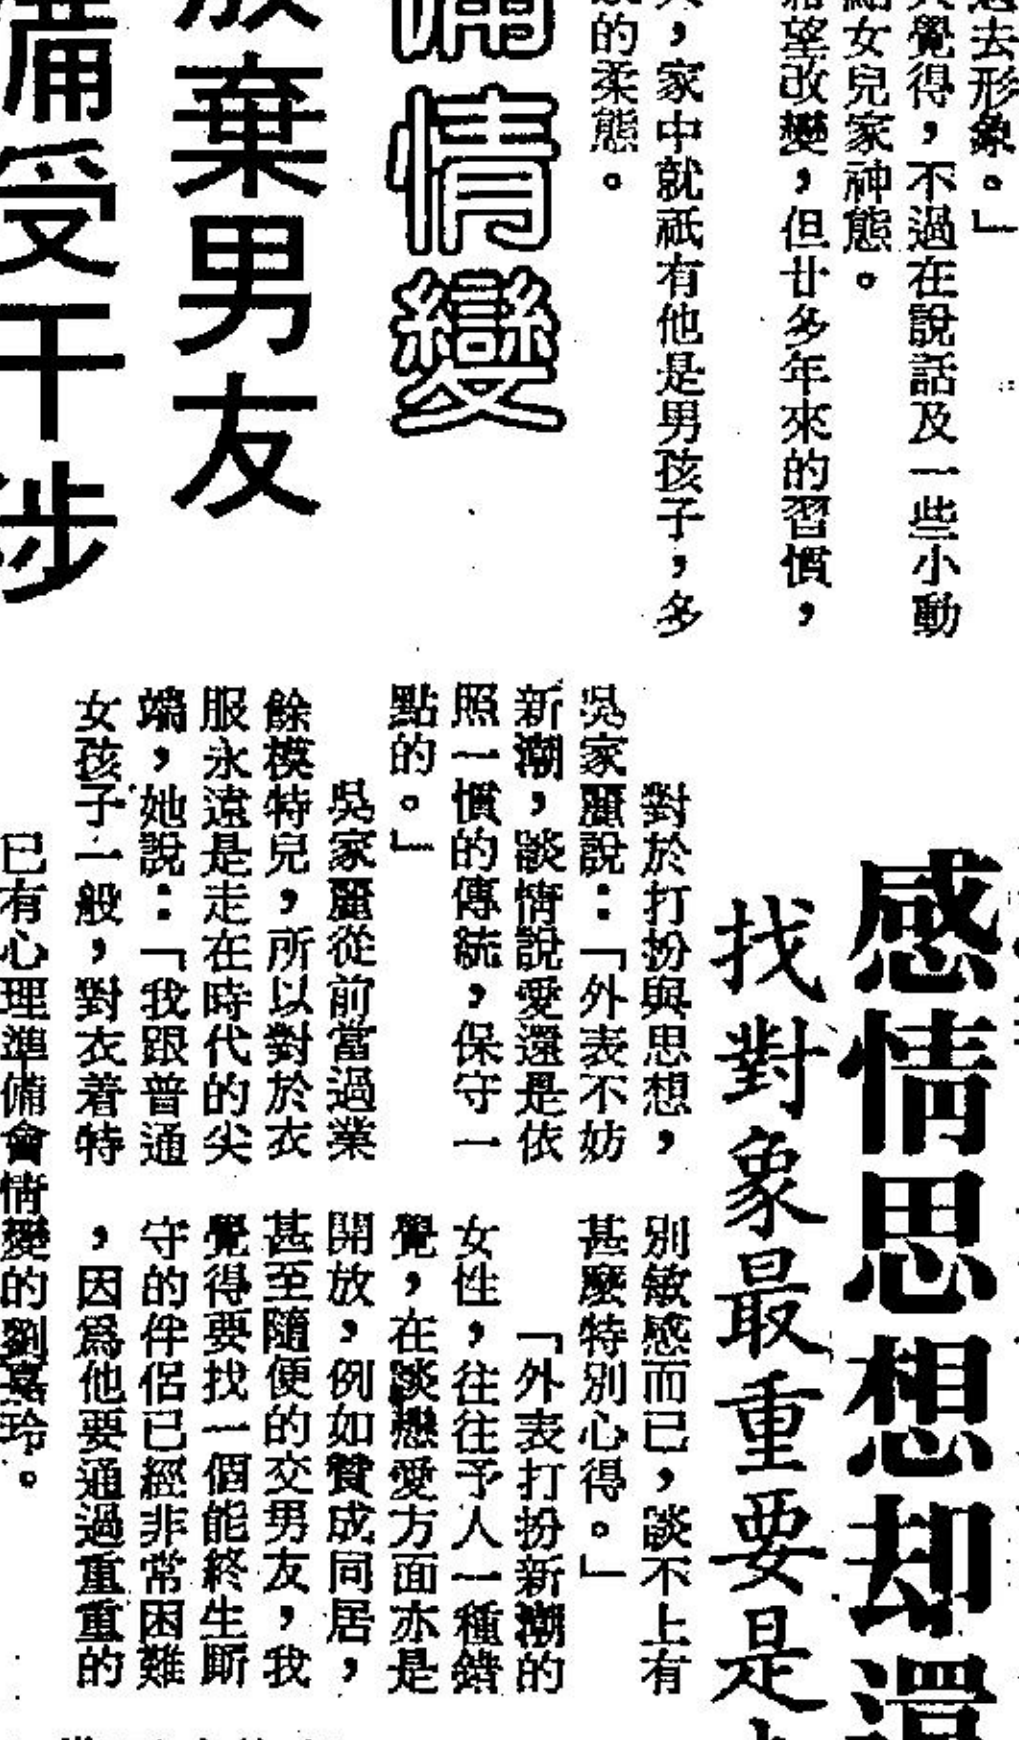 去形象。」
覺得，不過在說話及一些小動
女兒家神態。
望改變，但廿多年來的習慣，
，家中就祇有他是男孩子，多
的柔態。
情變
棄男友
備受干涉
感情思想却還
找對象最重要是
對於打扮與思想，
吳家麗說：「外表不妨
新潮，談情說愛還是依
照一慣的傳統，保守一
點的。」
吳家麗從前當過業
餘模特兒，所以對於衣
服永遠是走在時代的尖
端，她說：「我跟普通
女孩子一般，對衣着特
別敏感而已，談不上有
甚麼特別心得。」
「外表打扮新潮的
女性，往往予人一種錯
覺，在談戀愛方面亦是
開放，例如贊成同居，
甚至隨便的交男友，我
覺得要找一個能終生厮
守的伴侶已經非常困難
，因爲他要通過重重的
已有心理準備會情變的劉嘉玲。